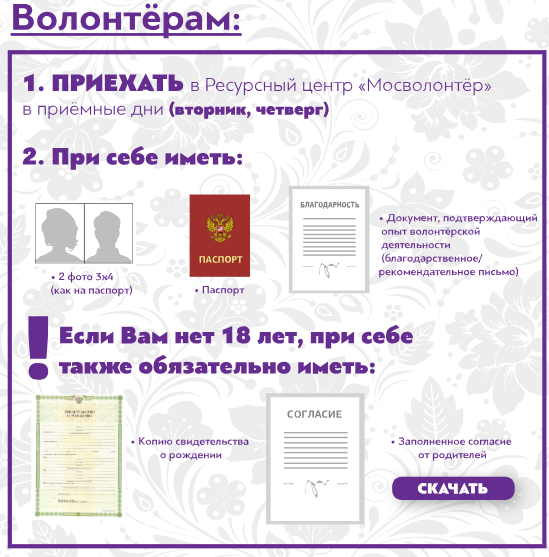 Волонтёрам:
1. ПРИЕХАТЬ в Ресурсный центр «Мосволонтёр»
в приёмные дни (вторник, четверг)
2. При себе иметь:
• 2 фото 3х4
(как на паспорт)
ПАСПОРТ
• Паспорт
БЛАГОДАРНОСТЬ
• Документ, подтверждающий
опыт волонтёрской
деятельности
(благодарственное/
рекомендательное письмо)
! Если Вам нет 18 лет, при себе
также обязательно иметь:
СВИДЕТЕЛЬСТВО
О РОЖДЕНИИ
• Копию свидетельства
о рождении
СОГЛАСИЕ
• Заполненное согласие
от родителей
СКАЧАТЬ